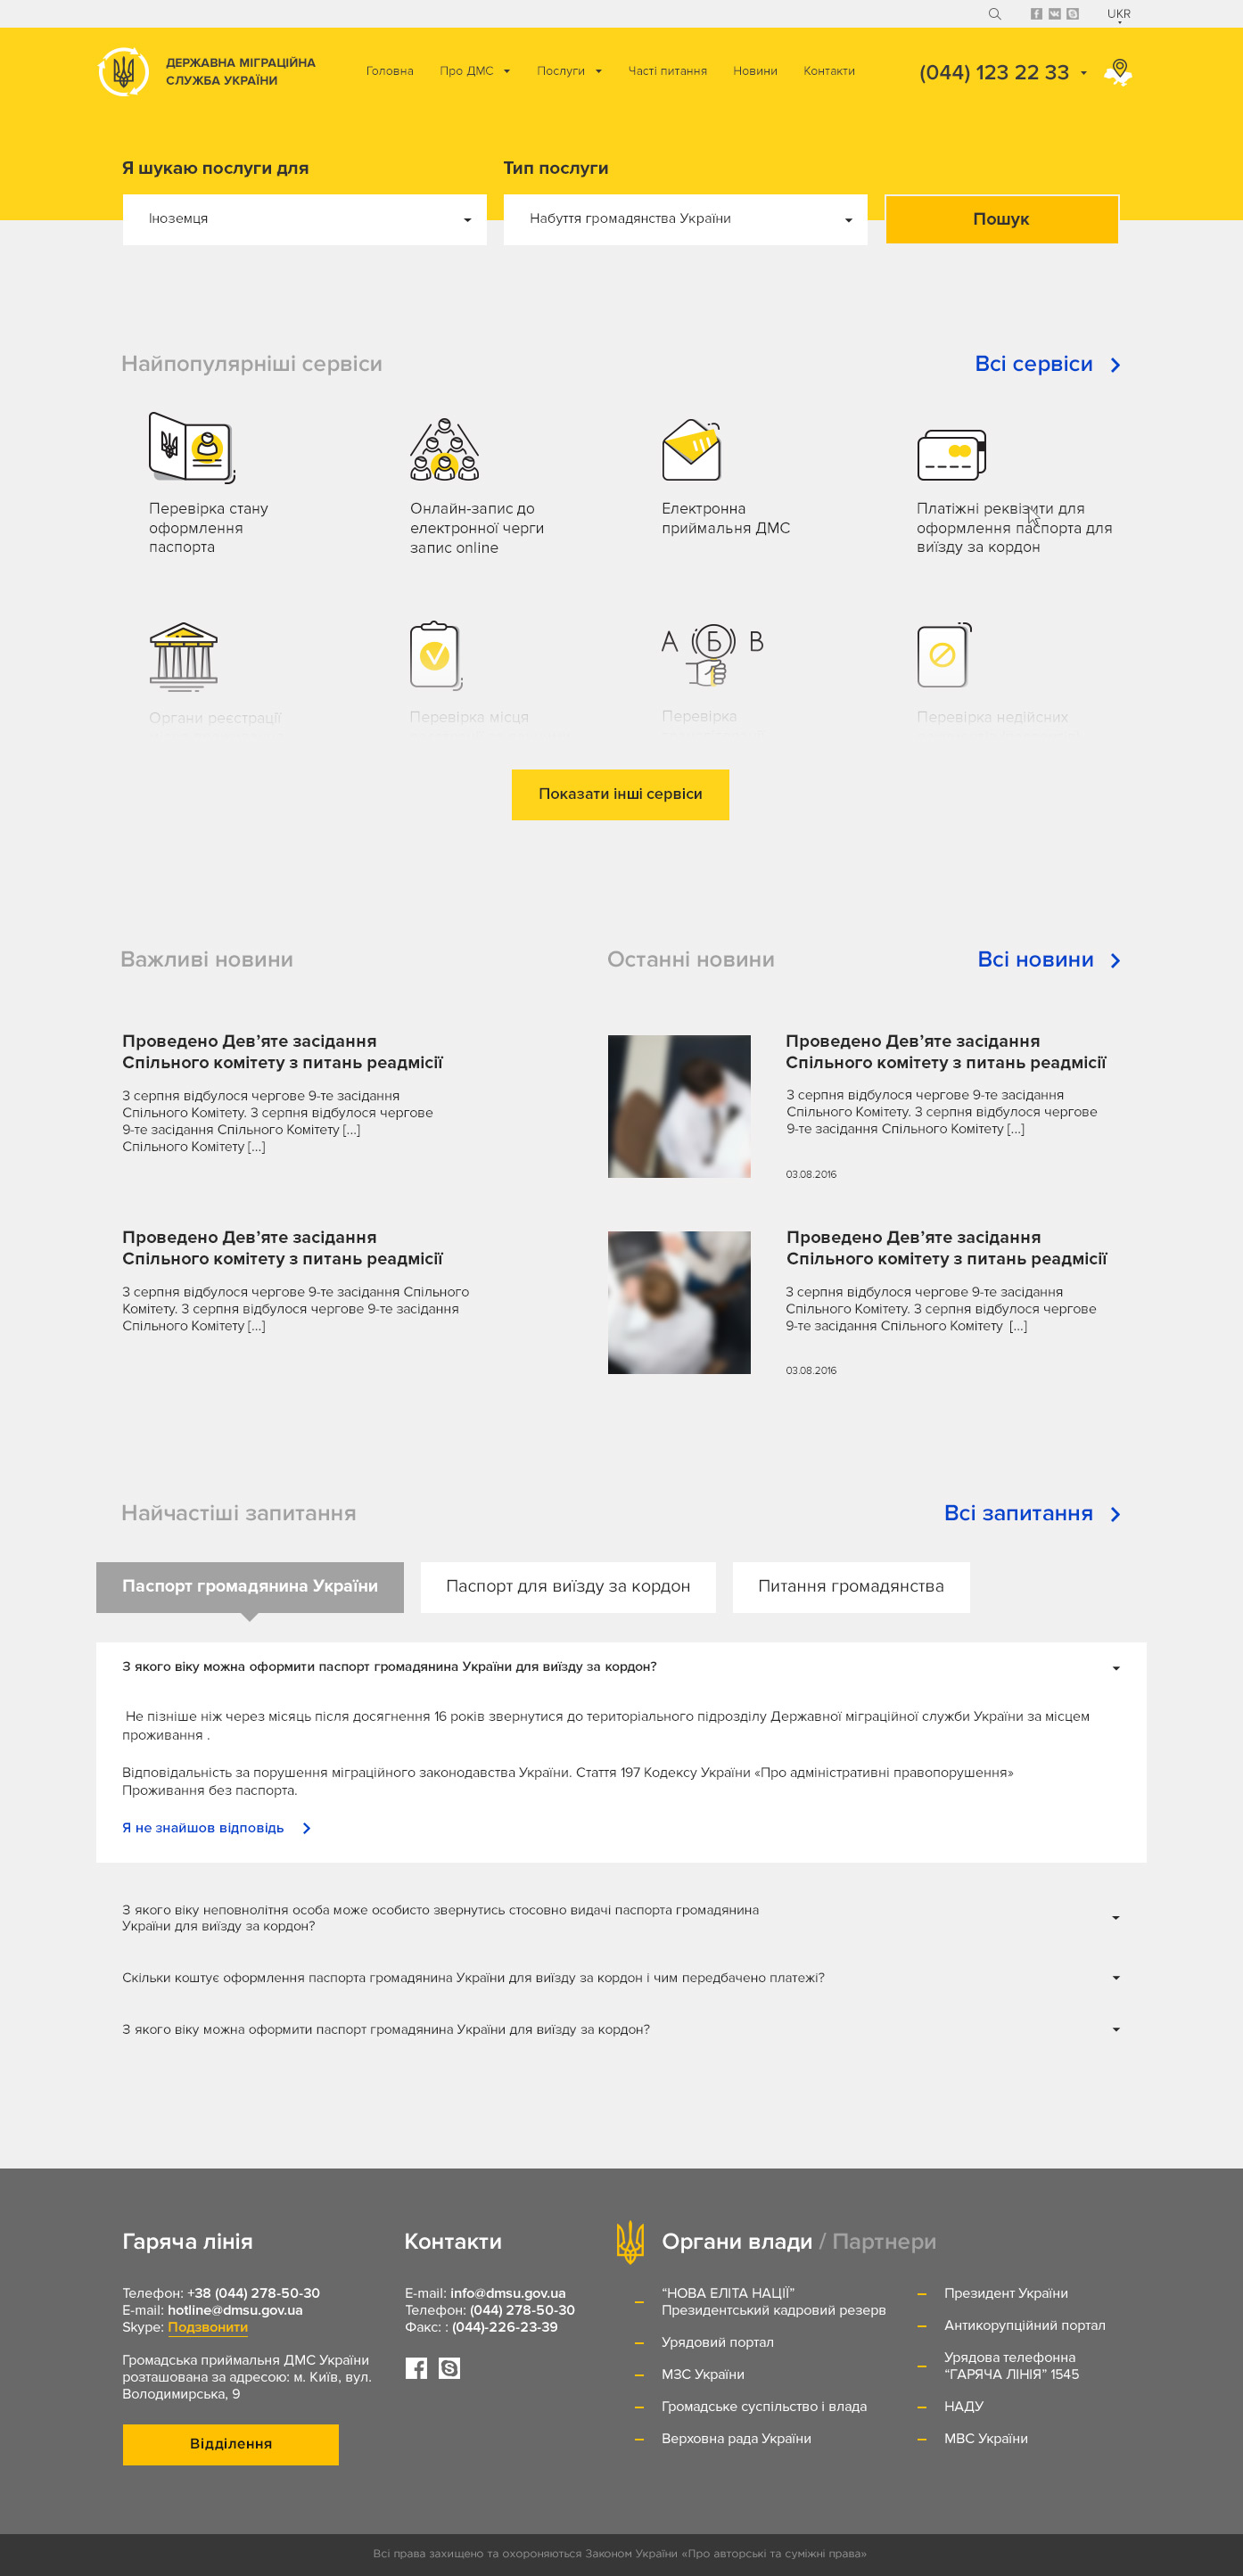 UKR
ДЕРЖАВНА МІГРАЦІЙНА
СЛУЖБА УКРАЇНИ
Головна
Про ДМС
Послуги
Часті питання
Новини
Контакти
(044) 123 22 33
Я шукаю послуги для
Тип послуги
Іноземця
Набуття громадянства України
Пошук
Найпопулярніші сервіси
Всі сервіси
Перевірка стану
оформлення
паспорта
Онлайн-запис до
електронної черги
запис online
Електронна
приймальня ДМС
Платіжні реквізити для
оформлення паспорта для
виїзду за кордон
А Б В
Органи реєстрації
Перевірка місця
Перевірка
Перевірка недійсних
Показати інші сервіси
Важливі новини
Останні новини
Всі новини
Проведено Дев’яте засідання
Спільного комітету з питань реадмісії
3 серпня відбулося чергове 9-те засідання
Спільного Комітету. 3 серпня відбулося чергове
9-те засідання Спільного Комітету [...]
Спільного Комітету [...]
Проведено Дев’яте засідання
Спільного комітету з питань реадмісії
3 серпня відбулося чергове 9-те засідання
Спільного Комітету. 3 серпня відбулося чергове
9-те засідання Спільного Комітету [...]
03.08.2016
Проведено Дев’яте засідання
Спільного комітету з питань реадмісії
3 серпня відбулося чергове 9-те засідання Спільного
Комітету. 3 серпня відбулося чергове 9-те засідання
Спільного Комітету [...]
Проведено Дев’яте засідання
Спільного комітету з питань реадмісії
3 серпня відбулося чергове 9-те засідання
Спільного Комітету. 3 серпня відбулося чергове
9-те засідання Спільного Комітету [...]
03.08.2016
Найчастіші запитання
Всі запитання
Паспорт громадянина України
Паспорт для виїзду за кордон
Питання громадянства
З якого віку можна оформити паспорт громадянина України для виїзду за кордон?
Не пізніше ніж через місяць після досягнення 16 років звернутися до територіального підрозділу Державної міграційної служби України за місцем
проживання .
Відповідальність за порушення міграційного законодавства України. Стаття 197 Кодексу України «Про адміністративні правопорушення»
Проживання без паспорта.
Я не знайшов відповідь
З якого віку неповнолітня особа може особисто звернутись стосовно видачі паспорта громадянина
України для виїзду за кордон?
Скільки коштує оформлення паспорта громадянина України для виїзду за кордон і чим передбачено платежі?
З якого віку можна оформити паспорт громадянина України для виїзду за кордон?
Гаряча лінія
Телефон: +38 (044) 278-50-30
E-mail: hotline@dmsu.gov.ua
Skype: Подзвонити
Громадська приймальня ДМС України
розташована за адресою: м. Київ, вул.
Володимирська, 9
Відділення
Контакти
E-mail: info@dmsu.gov.ua
Телефон: (044) 278-50-30
Факс: : (044)-226-23-39
Органи влади / Партнери
“НОВА ЕЛІТА НАЦІЇ”
Президентський кадровий резерв
Урядовий портал
МЗС України
Громадське суспільство і влада
Верховна рада України
Президент України
Антикорупційний портал
Урядова телефонна
“ГАРЯЧА ЛІНІЯ” 1545
НАДУ
МВС України
Всі права захищено та охороняються Законом України «Про авторські та суміжні права»